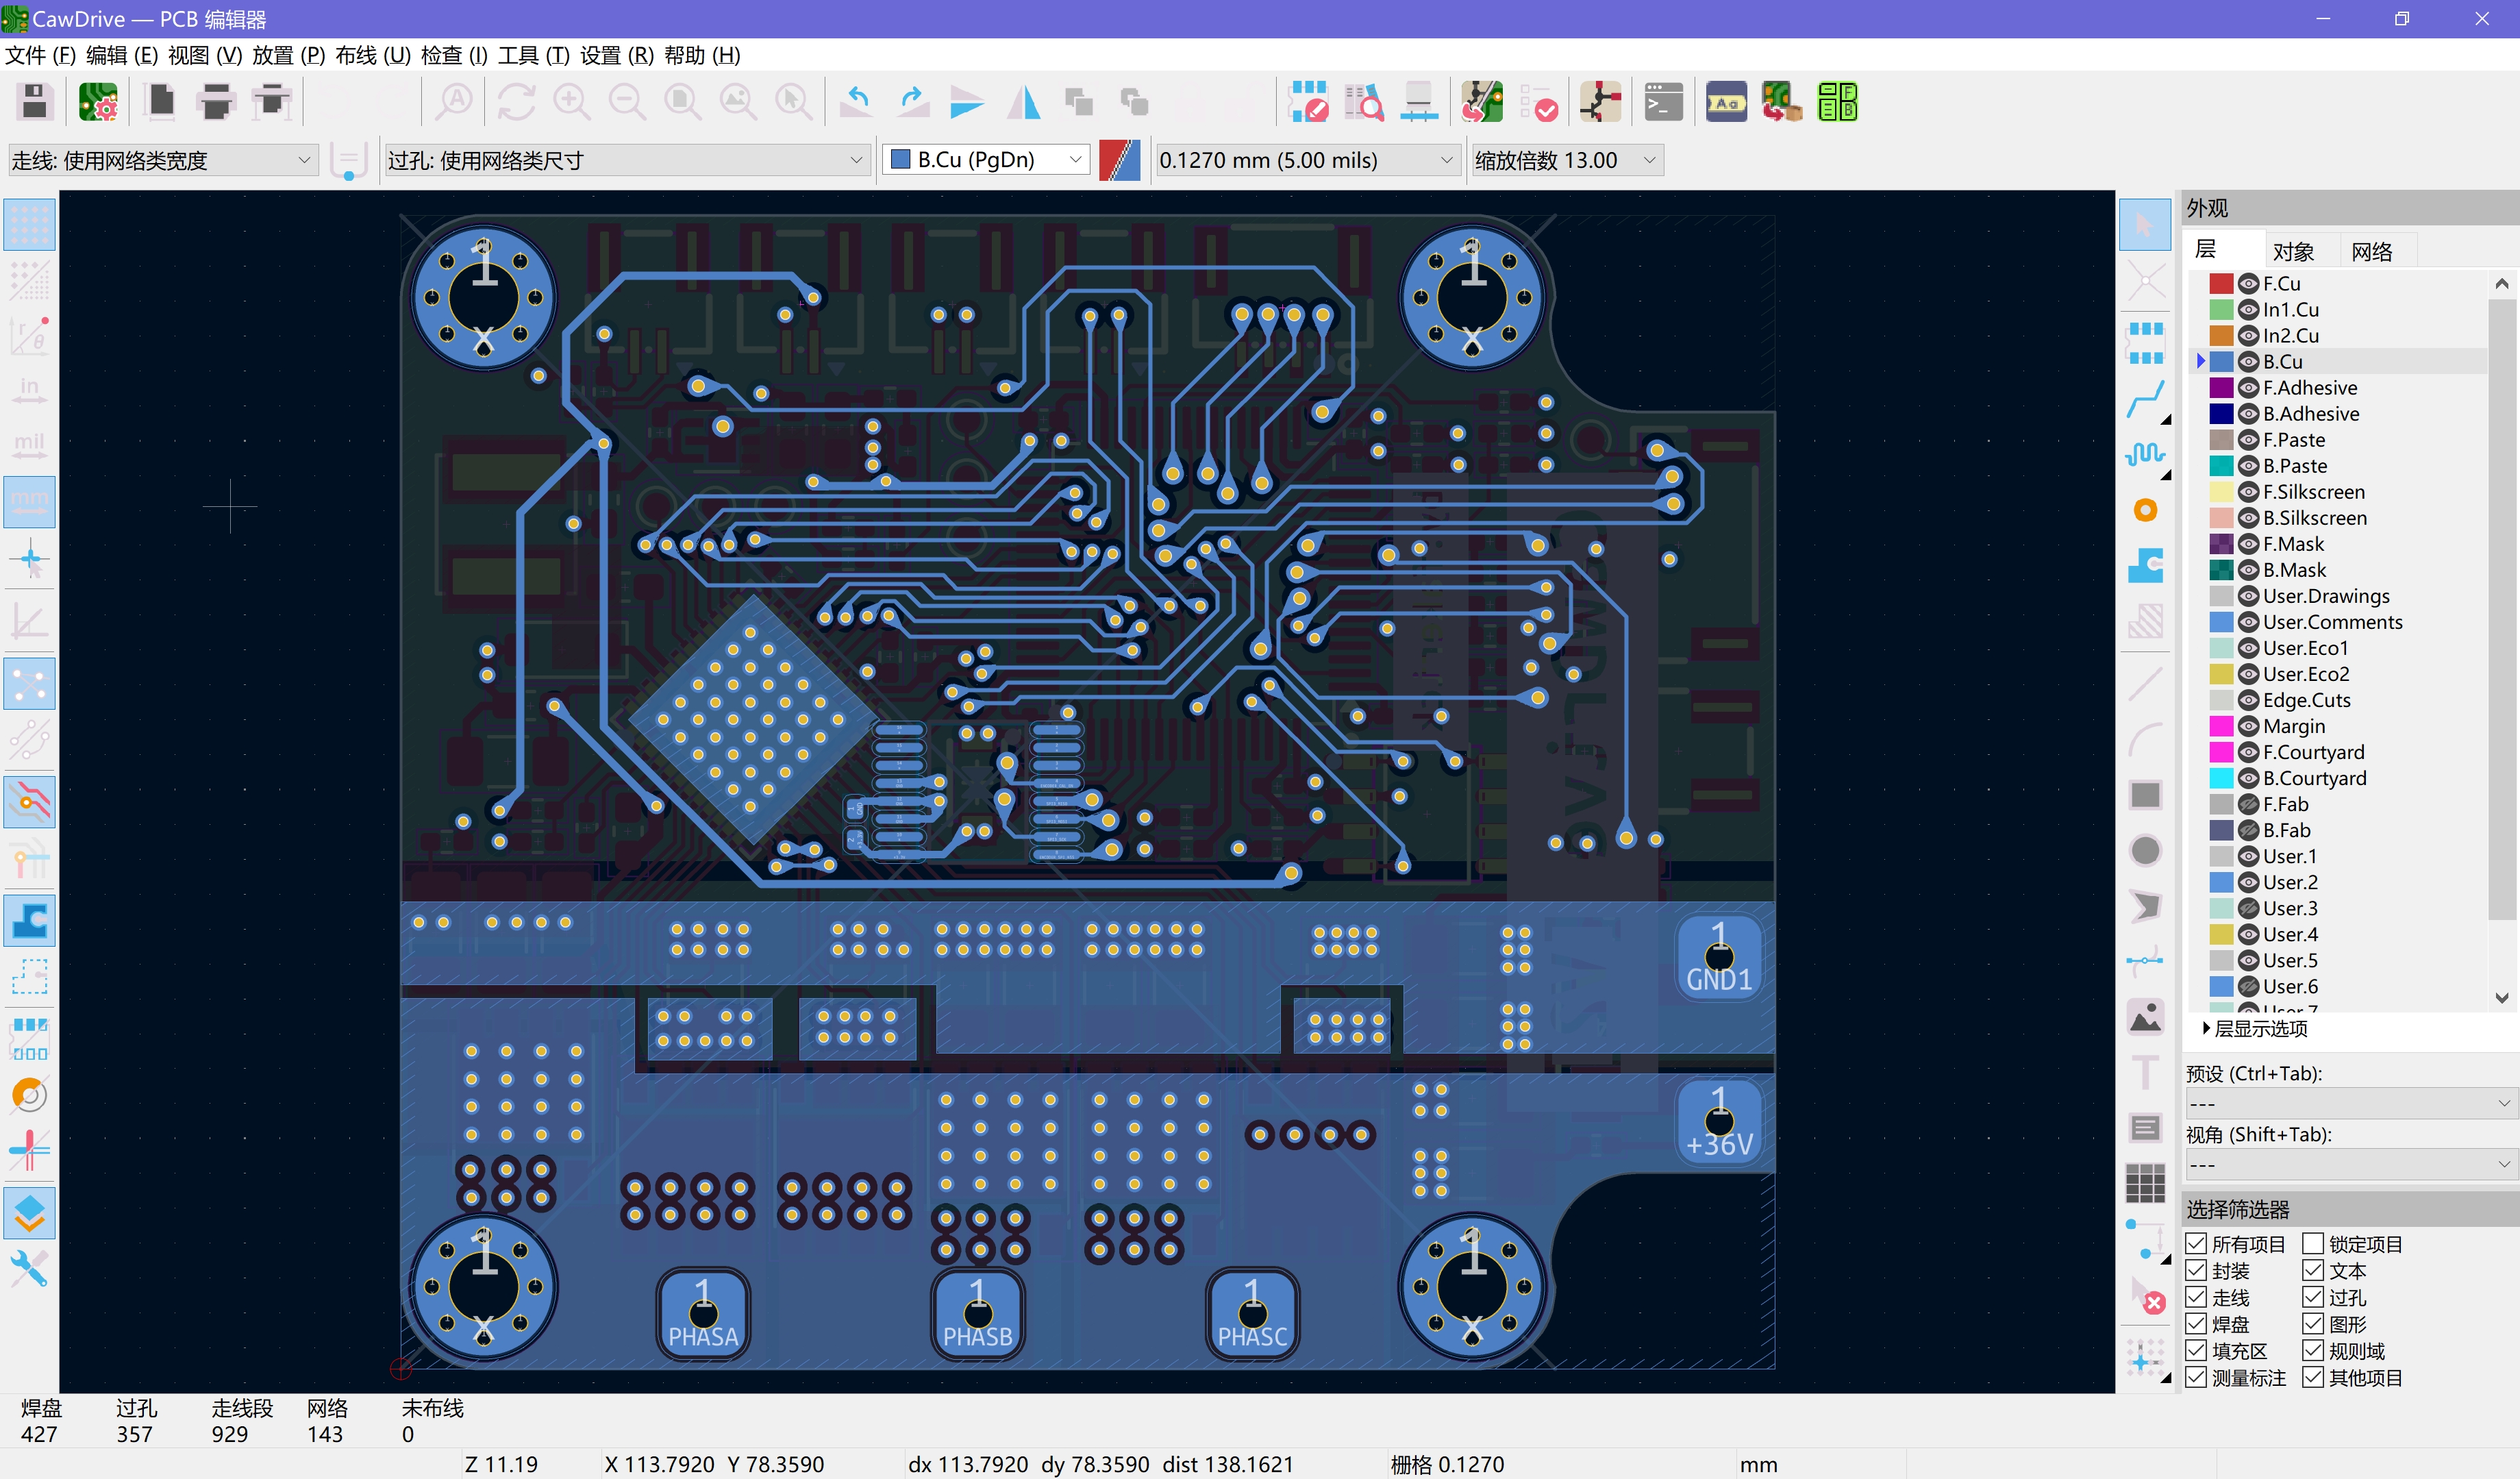 CawDrive — PCB 编辑器
文件 (F) 编辑 (E) 视图 (V) 放置 (P) 布线 (U) 检查 (I) 工具 (T) 设置 (R) 帮助 (H)
走线: 使用网络类宽度
过孔: 使用网络类尺寸
B.Cu (PgDn)
0.1270 mm (5.00 mils)
缩放倍数 13.00
in
mil
mm
1
X
1
X
1
GND1
1
+36V
1
X
1
PHASA
1
PHASB
1
PHASC
1
X
外观
层
对象
网络
F.Cu
In1.Cu
In2.Cu
B.Cu
F.Adhesive
B.Adhesive
F.Paste
B.Paste
F.Silkscreen
B.Silkscreen
F.Mask
B.Mask
User.Drawings
User.Comments
User.Eco1
User.Eco2
Edge.Cuts
Margin
F.Courtyard
B.Courtyard
F.Fab
B.Fab
User.1
User.2
User.3
User.4
User.5
User.6
User.7
层显示选项
预设 (Ctrl+Tab):
---
视角 (Shift+Tab):
---
选择筛选器
所有项目 锁定项目
封装 文本
走线 过孔
焊盘 图形
填充区 规则域
测量标注 其他项目
焊盘 过孔 走线段 网络 未布线
427 357 929 143 0
Z 11.19 X 113.7920 Y 78.3590 dx 113.7920 dy 78.3590 dist 138.1621 栅格 0.1270 mm